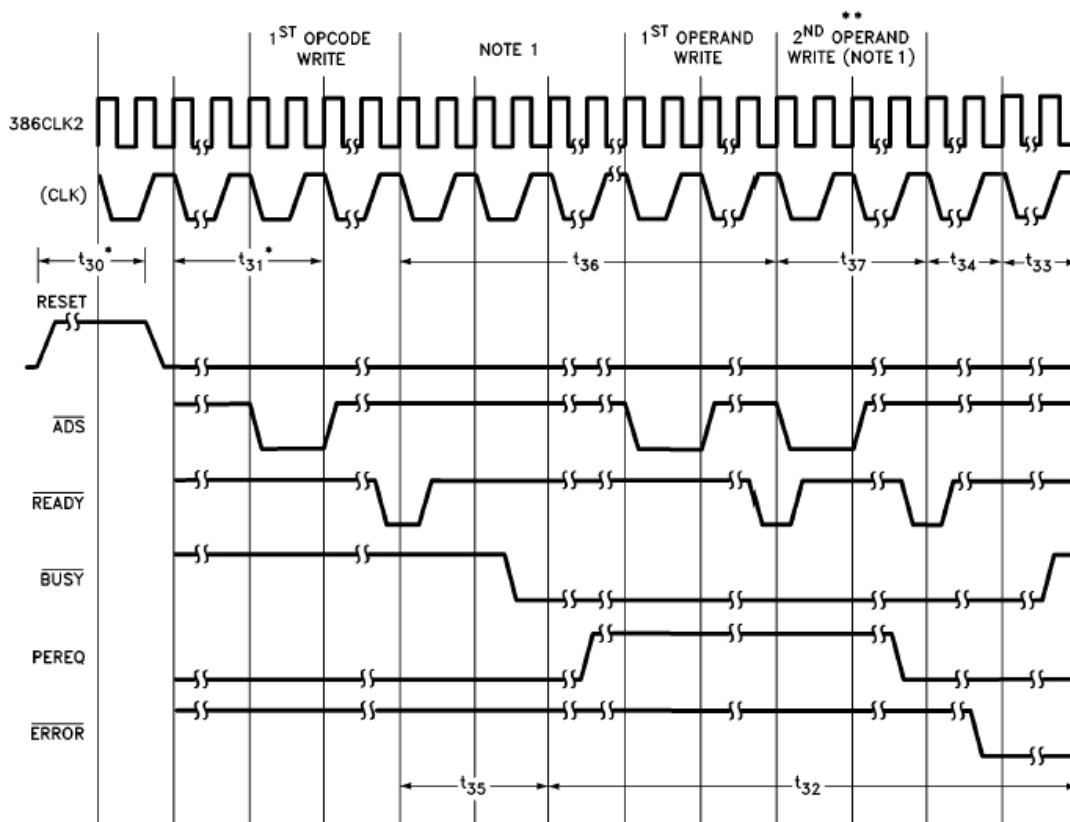 1ST OPCODE
WRITE
NOTE 1
1ST OPERAND
WRITE
**
2ND OPERAND
WRITE (NOTE 1)
386CLK2
(CLK)
t30*
t31*
t36
t37
t34
t33
RESET
ADS
READY
BUSY
PEREQ
ERROR
t35
t32